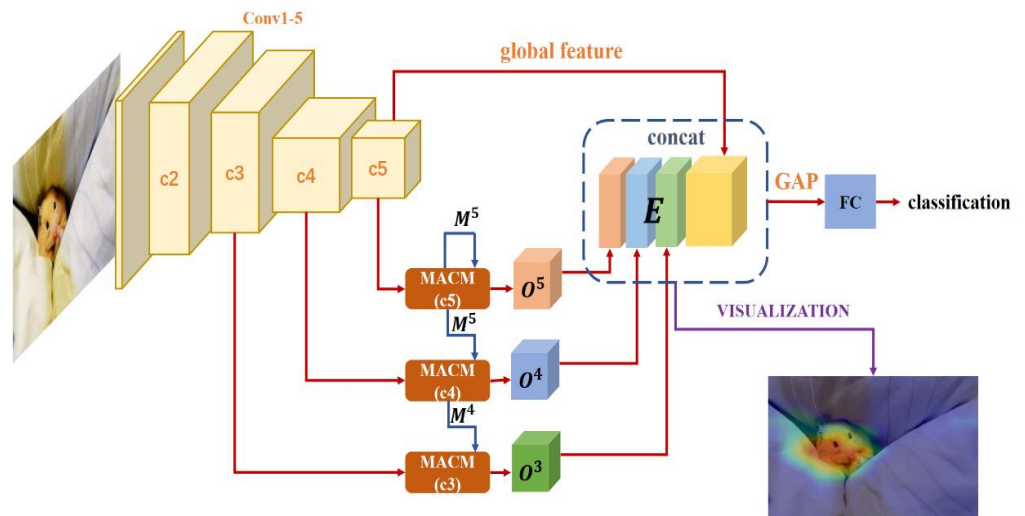 Conv1-5
global feature
c2
c3
c4
c5
concat
E
GAP
FC
classification
M⁵
MACM
(c5)
O⁵
M⁵
VISUALIZATION
MACM
(c4)
O⁴
M⁴
MACM
(c3)
O³